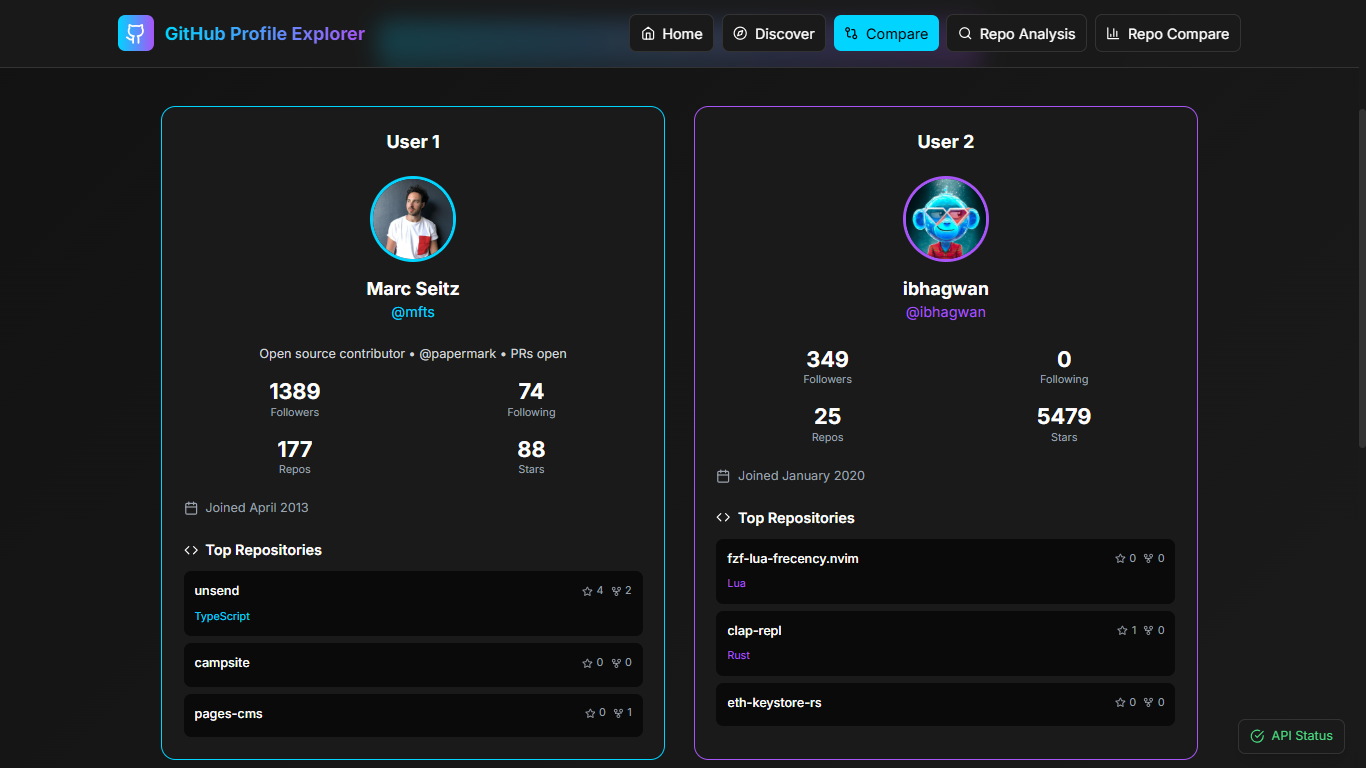 GitHub Profile Explorer
Home
Discover
Compare
Repo Analysis
Repo Compare
User 1
Marc Seitz
@mfts
Open source contributor • @papermark • PRs open
1389
Followers
74
Following
177
Repos
88
Stars
Joined April 2013
Top Repositories
unsend
4
2
TypeScript
campsite
0
0
pages-cms
0
1
User 2
ibhagwan
@ibhagwan
349
Followers
0
Following
25
Repos
5479
Stars
Joined January 2020
Top Repositories
fzf-lua-frecency.nvim
0
0
Lua
clap-repl
1
0
Rust
eth-keystore-rs
0
0
API Status